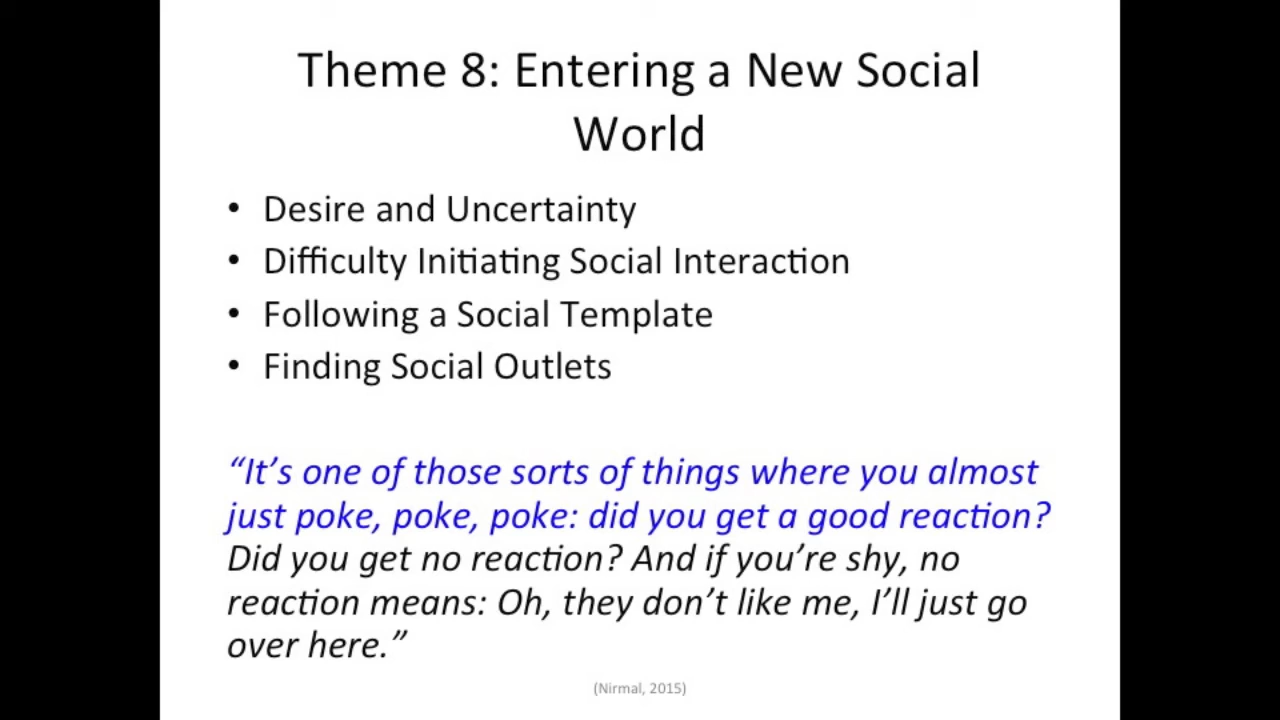 Theme 8: Entering a New Social
World
• Desire and Uncertainty
• Difficulty Initiating Social Interaction
• Following a Social Template
• Finding Social Outlets
“It’s one of those sorts of things where you almost
just poke, poke, poke: did you get a good reaction?
Did you get no reaction? And if you’re shy, no
reaction means: Oh, they don’t like me, I’ll just go
over here.”
(Nirmal, 2015)